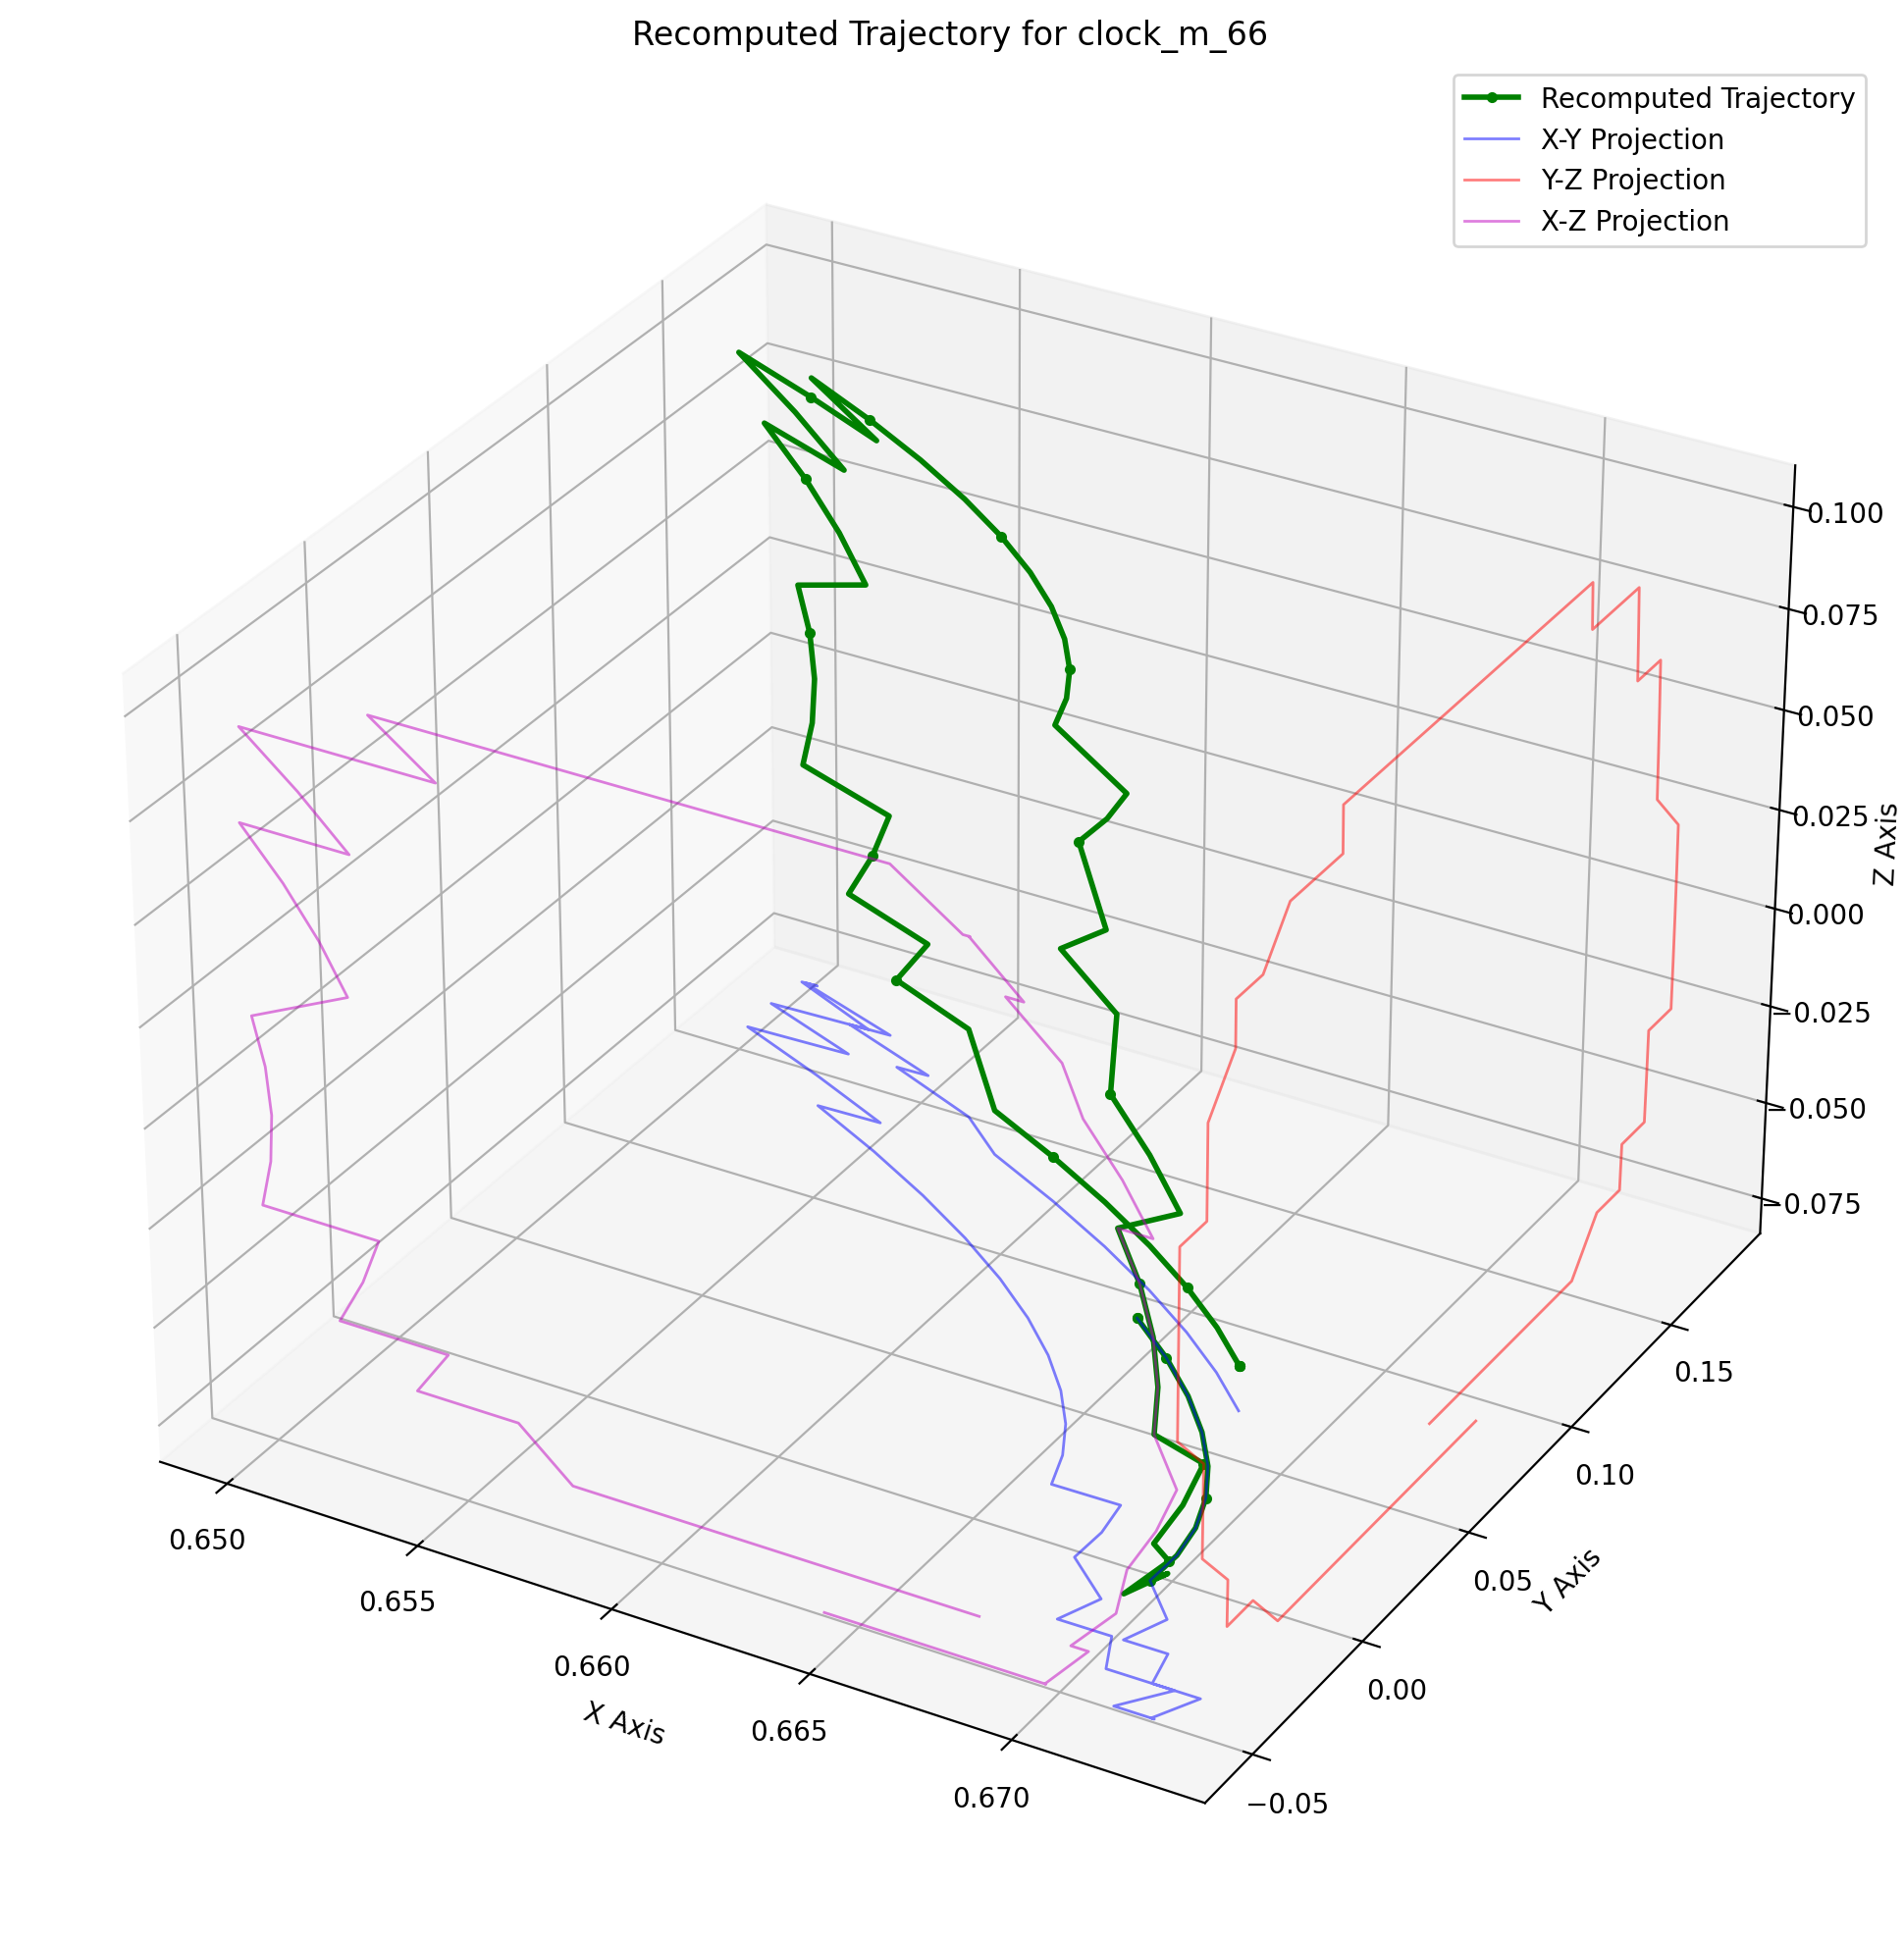 Recomputed Trajectory for clock_m_66
Recomputed Trajectory
X-Y Projection
Y-Z Projection
X-Z Projection
0.100
0.075
0.050
0.025
0.000
−0.025
−0.050
−0.075
Z Axis
0.15
0.10
0.05
0.00
−0.05
Y Axis
0.650
0.655
0.660
0.665
0.670
X Axis